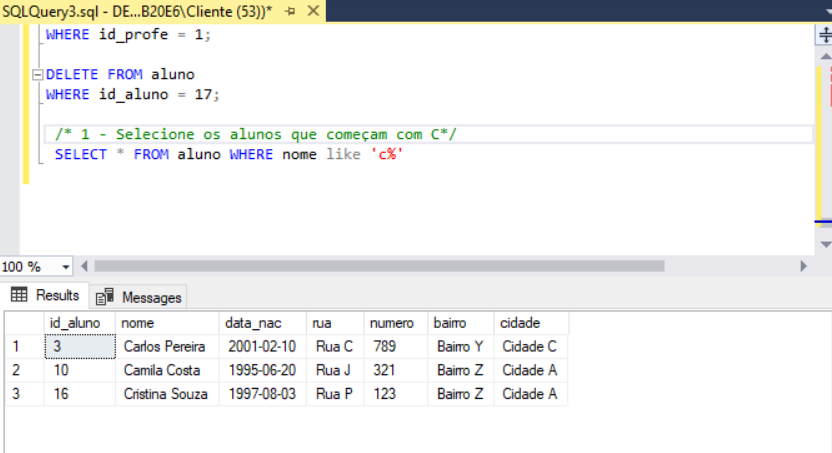 SQLQuery3.sql - DE...B20E6\Cliente (53))*
WHERE id_profe = 1;
DELETE FROM aluno
WHERE id_aluno = 17;
/* 1 - Selecione os alunos que começam com C*/
SELECT * FROM aluno WHERE nome like 'c%'
100 %
Results Messages
id_aluno nome data_nac rua numero bairro cidade
1 3 Carlos Pereira 2001-02-10 Rua C 789 Bairro Y Cidade C
2 10 Camila Costa 1995-06-20 Rua J 321 Bairro Z Cidade A
3 16 Cristina Souza 1997-08-03 Rua P 123 Bairro Z Cidade A